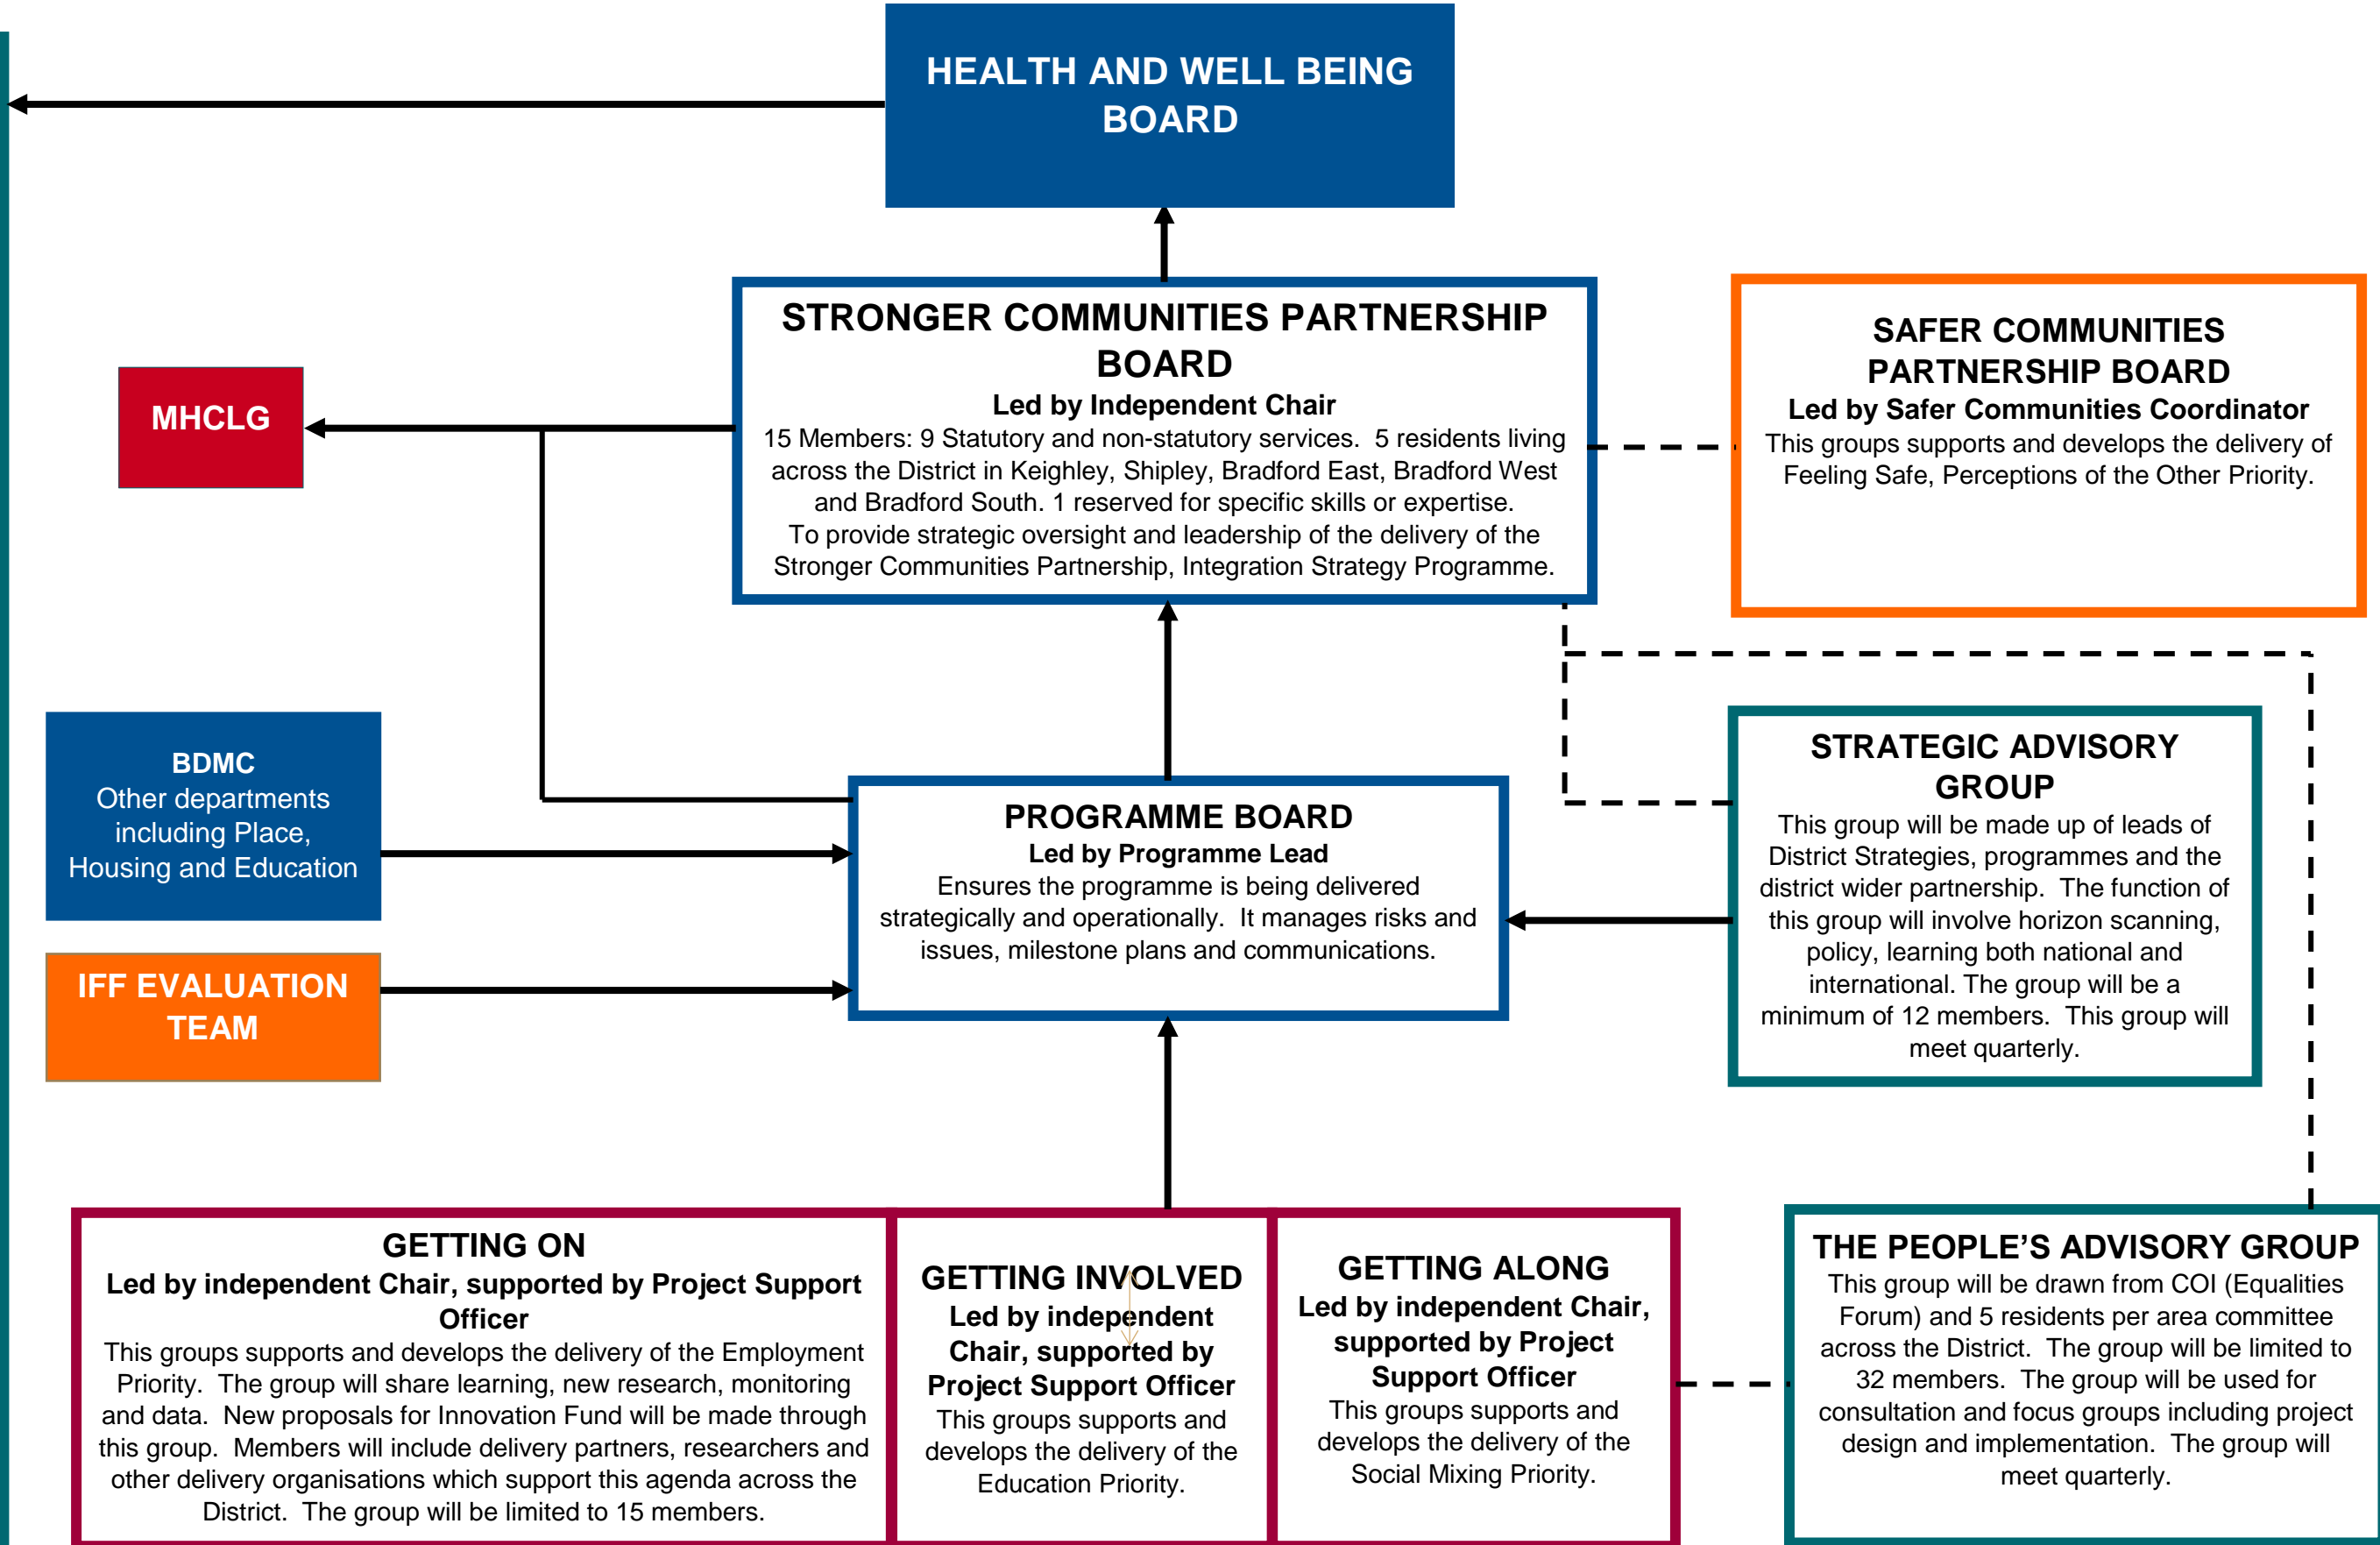 HEALTH AND WELL BEING
BOARD
STRONGER COMMUNITIES PARTNERSHIP
BOARD
Led by Independent Chair
15 Members: 9 Statutory and non-statutory services.  5 residents living
across the District in Keighley, Shipley, Bradford East, Bradford West
and Bradford South. 1 reserved for specific skills or expertise.
To provide strategic oversight and leadership of the delivery of the
Stronger Communities Partnership, Integration Strategy Programme.
SAFER COMMUNITIES
PARTNERSHIP BOARD
Led by Safer Communities Coordinator
This groups supports and develops the delivery of
Feeling Safe, Perceptions of the Other Priority.
MHCLG
BDMC
Other departments
including Place,
Housing and Education
IFF EVALUATION
TEAM
PROGRAMME BOARD
Led by Programme Lead
Ensures the programme is being delivered
strategically and operationally.  It manages risks and
issues, milestone plans and communications.
STRATEGIC ADVISORY
GROUP
This group will be made up of leads of
District Strategies, programmes and the
district wider partnership.  The function of
this group will involve horizon scanning,
policy, learning both national and
international. The group will be a
minimum of 12 members.  This group will
meet quarterly.
GETTING ON
Led by independent Chair, supported by Project Support
Officer
This groups supports and develops the delivery of the Employment
Priority.  The group will share learning, new research, monitoring
and data.  New proposals for Innovation Fund will be made through
this group.  Members will include delivery partners, researchers and
other delivery organisations which support this agenda across the
District.  The group will be limited to 15 members.
GETTING INVOLVED
Led by independent
Chair, supported by
Project Support Officer
This groups supports and
develops the delivery of the
Education Priority.
GETTING ALONG
Led by independent Chair,
supported by Project
Support Officer
This groups supports and
develops the delivery of the
Social Mixing Priority.
THE PEOPLE’S ADVISORY GROUP
This group will be drawn from COI (Equalities
Forum) and 5 residents per area committee
across the District.  The group will be limited to
32 members.  The group will be used for
consultation and focus groups including project
design and implementation.  The group will
meet quarterly.